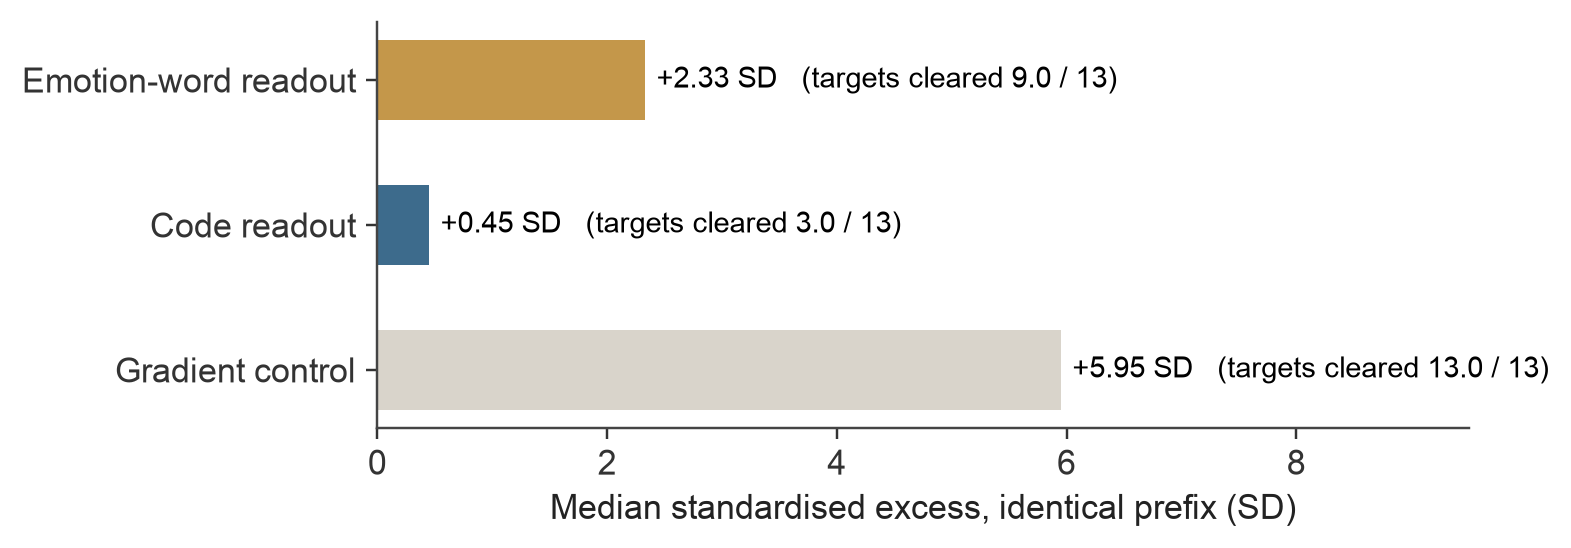 Emotion-word readout +2.33 SD (targets cleared 9.0 / 13)
Code readout +0.45 SD (targets cleared 3.0 / 13)
Gradient control +5.95 SD (targets cleared 13.0 / 13)
0 2 4 6 8
Median standardised excess, identical prefix (SD)